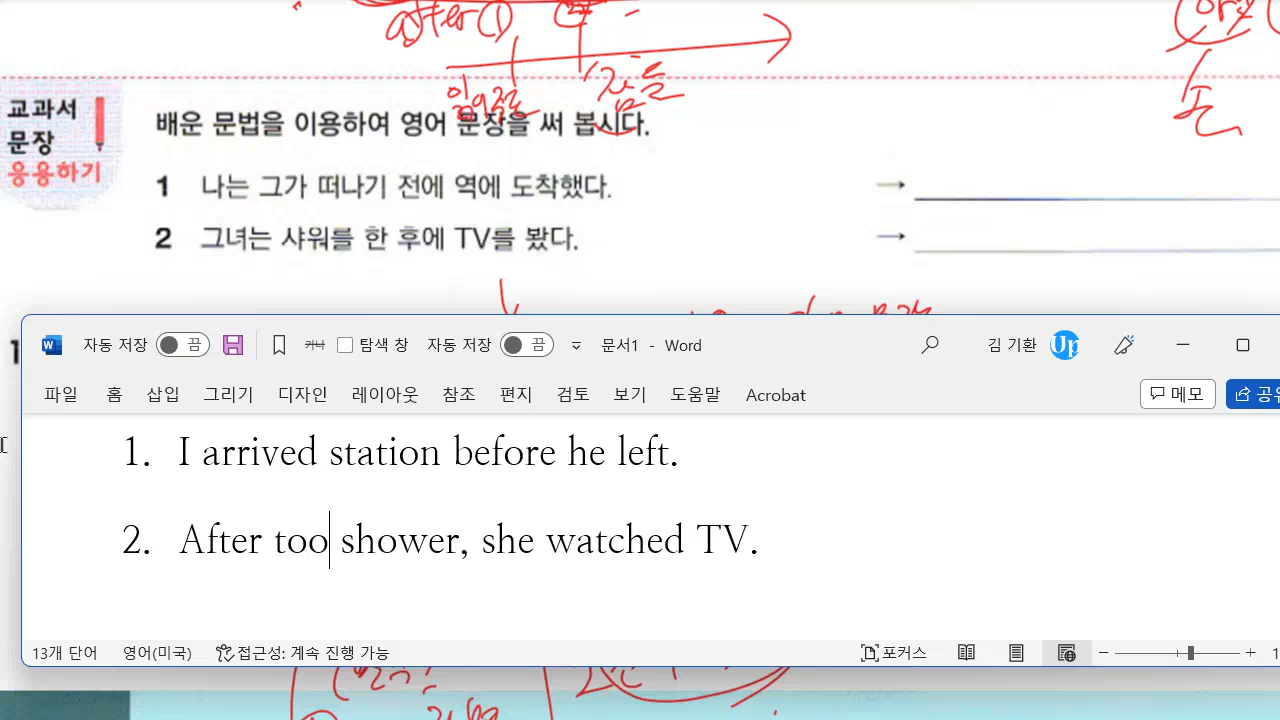 after
교과서
문장
응용하기
배운 문법을 이용하여 영어 문장을 써 봅시다.
1 나는 그가 떠나기 전에 역에 도착했다. →
2 그녀는 샤워를 한 후에 TV를 봤다. →
자동 저장 끔 탐색 창 자동 저장 끔 문서1 - Word 김 기환 Up
파일 홈 삽입 그리기 디자인 레이아웃 참조 편지 검토 보기 도움말 Acrobat 메모 공유
1. I arrived station before he left.
2. After too shower, she watched TV.
13개 단어 영어(미국) 접근성: 계속 진행 가능 포커스